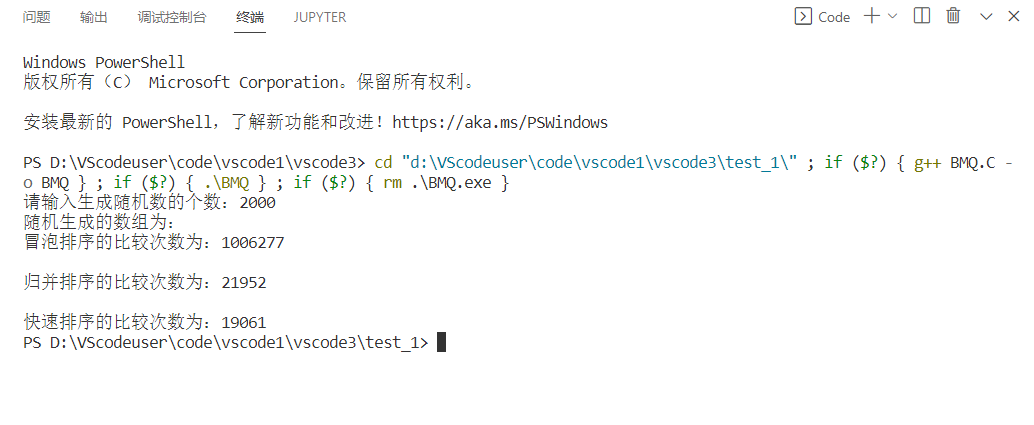 问题 输出 调试控制台 终端 JUPYTER Code
Windows PowerShell
版权所有（C） Microsoft Corporation。保留所有权利。
安装最新的 PowerShell，了解新功能和改进！https://aka.ms/PSWindows
PS D:\VScodeuser\code\vscode1\vscode3> cd "d:\VScodeuser\code\vscode1\vscode3\test_1\" ; if ($?) { g++ BMQ.C -
o BMQ } ; if ($?) { .\BMQ } ; if ($?) { rm .\BMQ.exe }
请输入生成随机数的个数：2000
随机生成的数组为：
冒泡排序的比较次数为：1006277
归并排序的比较次数为：21952
快速排序的比较次数为：19061
PS D:\VScodeuser\code\vscode1\vscode3\test_1>